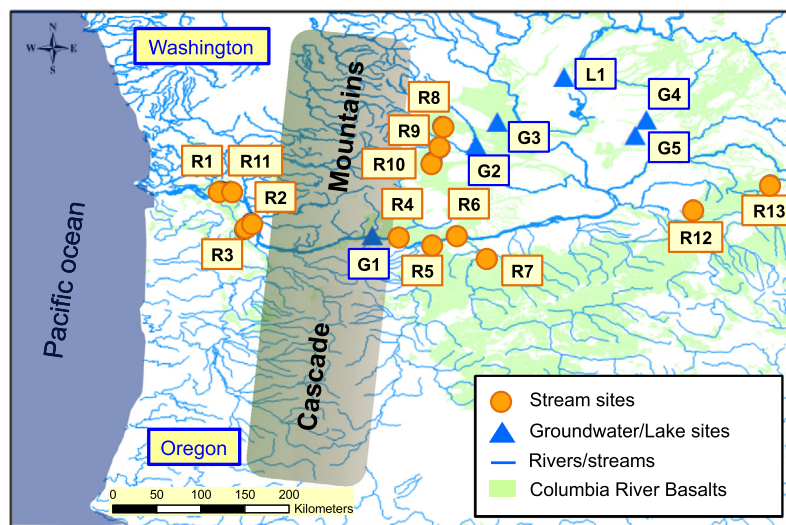 N
W E
S
Washington
Oregon
Pacific ocean
Cascade Mountains
R1
R11
R2
R3
R8
R9
R10
R4
R6
G1
R5
R7
L1
G4
G3
G5
G2
R12
R13
Stream sites
Groundwater/Lake sites
Rivers/streams
Columbia River Basalts
0 50 100 150 200
Kilometers